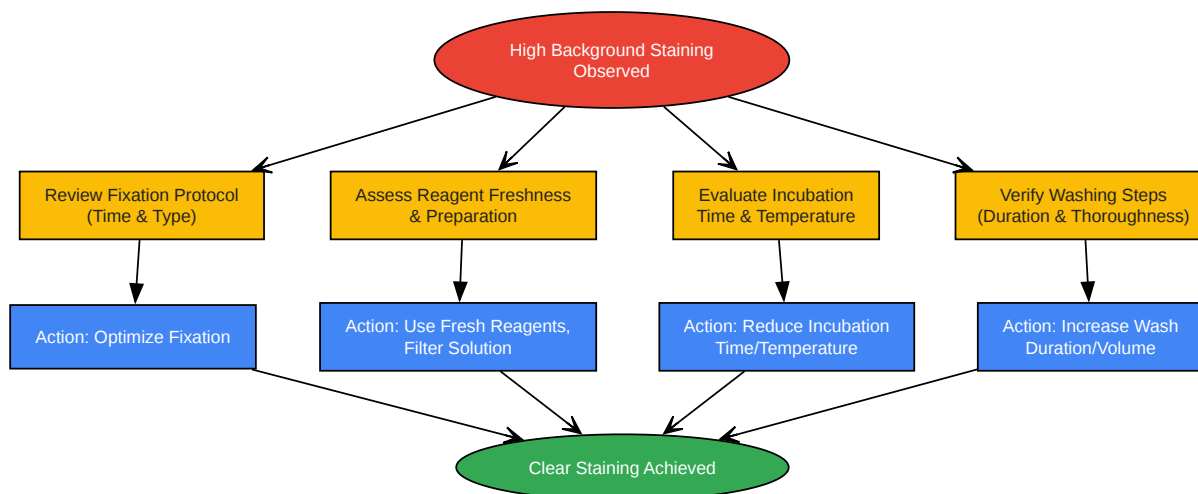 High Background Staining
Observed
Review Fixation Protocol
(Time & Type)
Assess Reagent Freshness
& Preparation
Evaluate Incubation
Time & Temperature
Verify Washing Steps
(Duration & Thoroughness)
Action: Optimize Fixation
Action: Use Fresh Reagents,
Filter Solution
Action: Reduce Incubation
Time/Temperature
Action: Increase Wash
Duration/Volume
Clear Staining Achieved